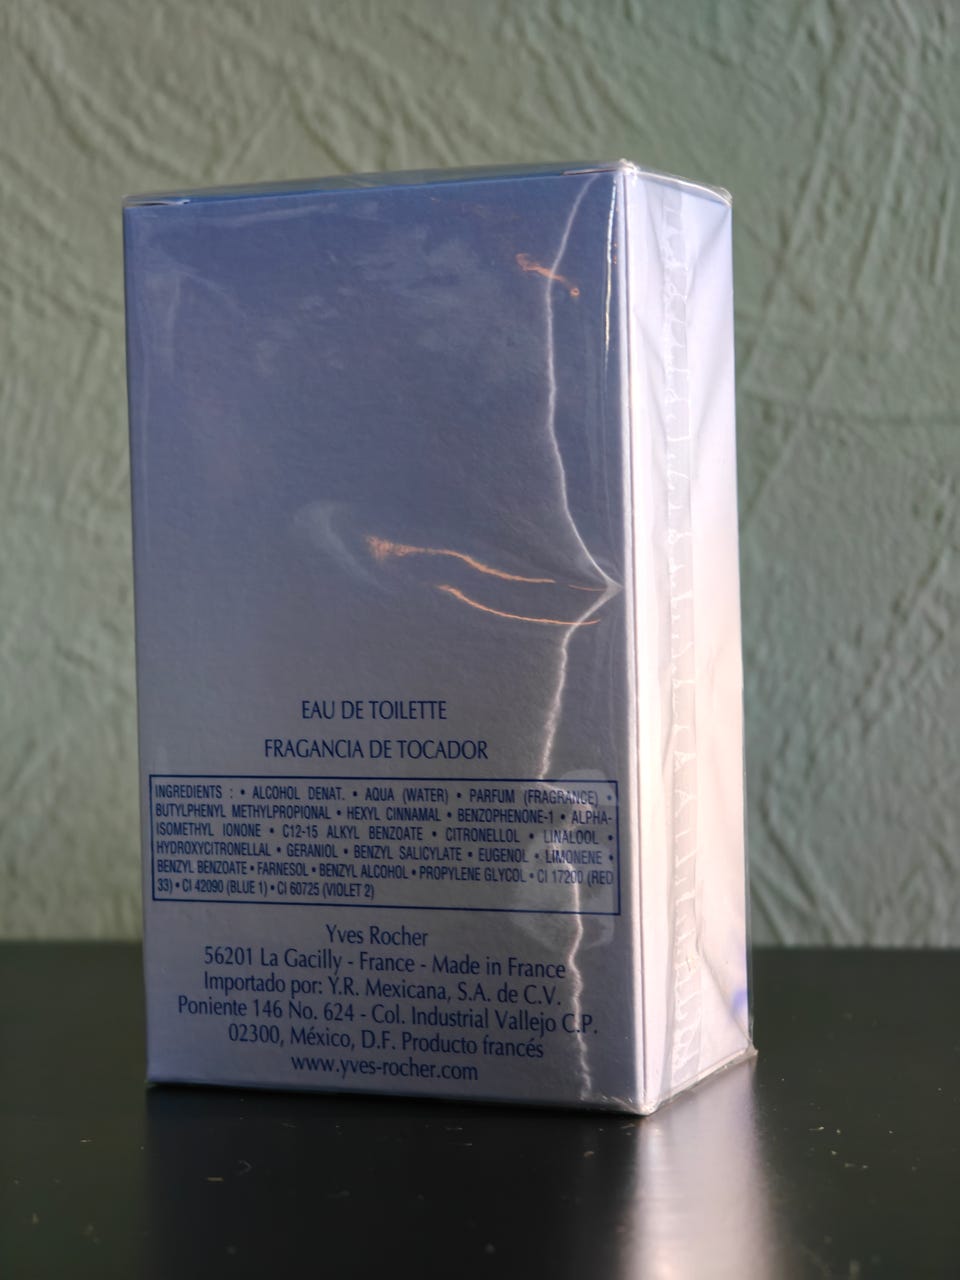 EAU DE TOILETTE
FRAGANCIA DE TOCADOR
INGREDIENTS : • ALCOHOL DENAT. • AQUA (WATER) • PARFUM (FRAGRANCE) •
BUTYLPHENYL METHYLPROPIONAL • HEXYL CINNAMAL • BENZOPHENONE-1 • ALPHA-
ISOMETHYL IONONE • C12-15 ALKYL BENZOATE • CITRONELLOL • LINALOOL •
HYDROXYCITRONELLAL • GERANIOL • BENZYL SALICYLATE • EUGENOL • LIMONENE •
BENZYL BENZOATE • FARNESOL • BENZYL ALCOHOL • PROPYLENE GLYCOL • CI 17200 (RED
33) • CI 42090 (BLUE 1) • CI 60725 (VIOLET 2)
Yves Rocher
56201 La Gacilly - France - Made in France
Importado por: Y.R. Mexicana, S.A. de C.V.
Poniente 146 No. 624 - Col. Industrial Vallejo C.P.
02300, México, D.F. Producto francés
www.yves-rocher.com